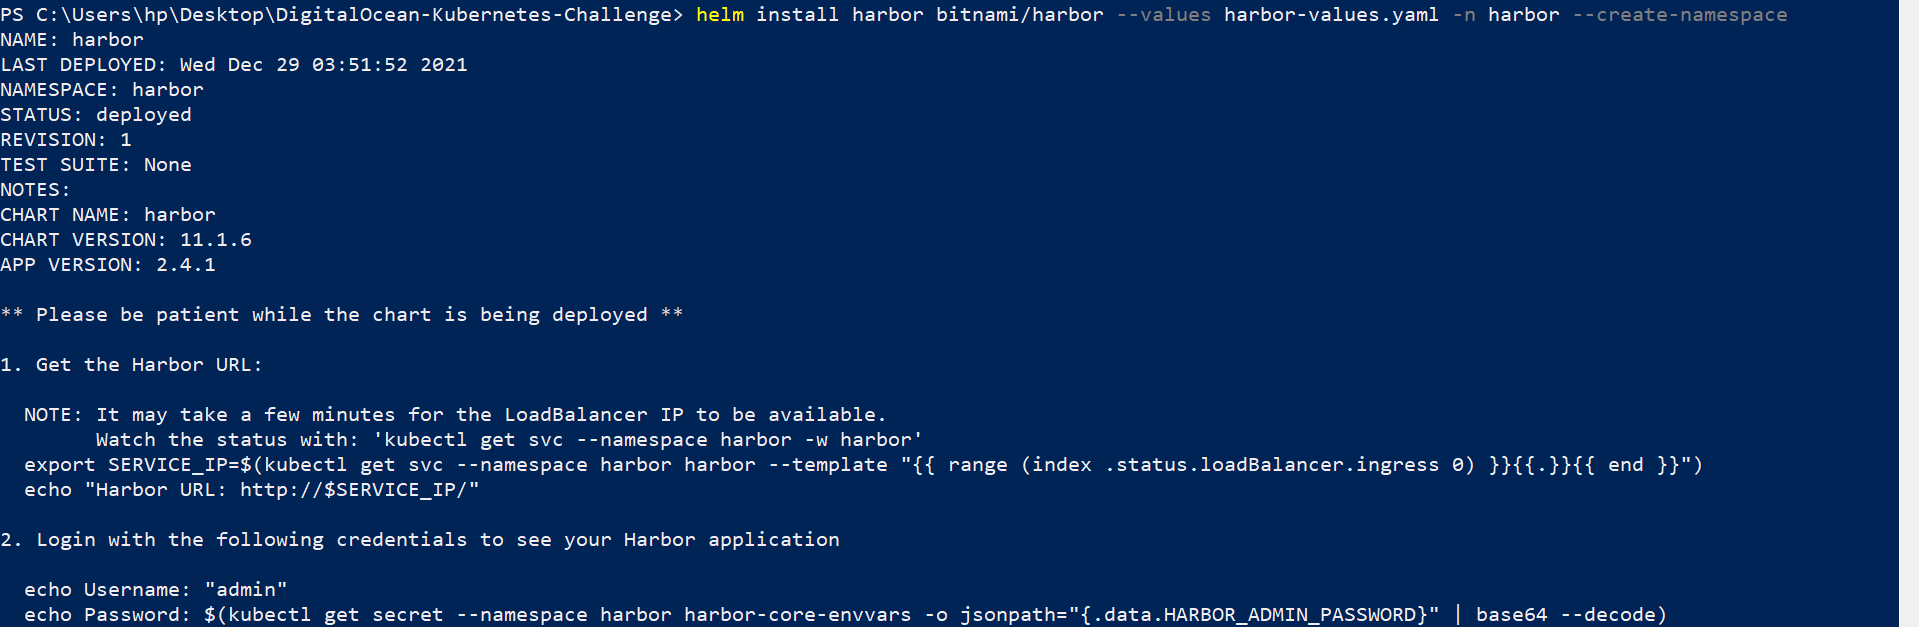 PS C:\Users\hp\Desktop\DigitalOcean-Kubernetes-Challenge> helm install harbor bitnami/harbor --values harbor-values.yaml -n harbor --create-namespace
NAME: harbor
LAST DEPLOYED: Wed Dec 29 03:51:52 2021
NAMESPACE: harbor
STATUS: deployed
REVISION: 1
TEST SUITE: None
NOTES:
CHART NAME: harbor
CHART VERSION: 11.1.6
APP VERSION: 2.4.1
** Please be patient while the chart is being deployed **
1. Get the Harbor URL:
NOTE: It may take a few minutes for the LoadBalancer IP to be available.
Watch the status with: 'kubectl get svc --namespace harbor -w harbor'
export SERVICE_IP=$(kubectl get svc --namespace harbor harbor --template "{{ range (index .status.loadBalancer.ingress 0) }}{{.}}{{ end }}")
echo "Harbor URL: http://$SERVICE_IP/"
2. Login with the following credentials to see your Harbor application
echo Username: "admin"
echo Password: $(kubectl get secret --namespace harbor harbor-core-envvars -o jsonpath="{.data.HARBOR_ADMIN_PASSWORD}" | base64 --decode)